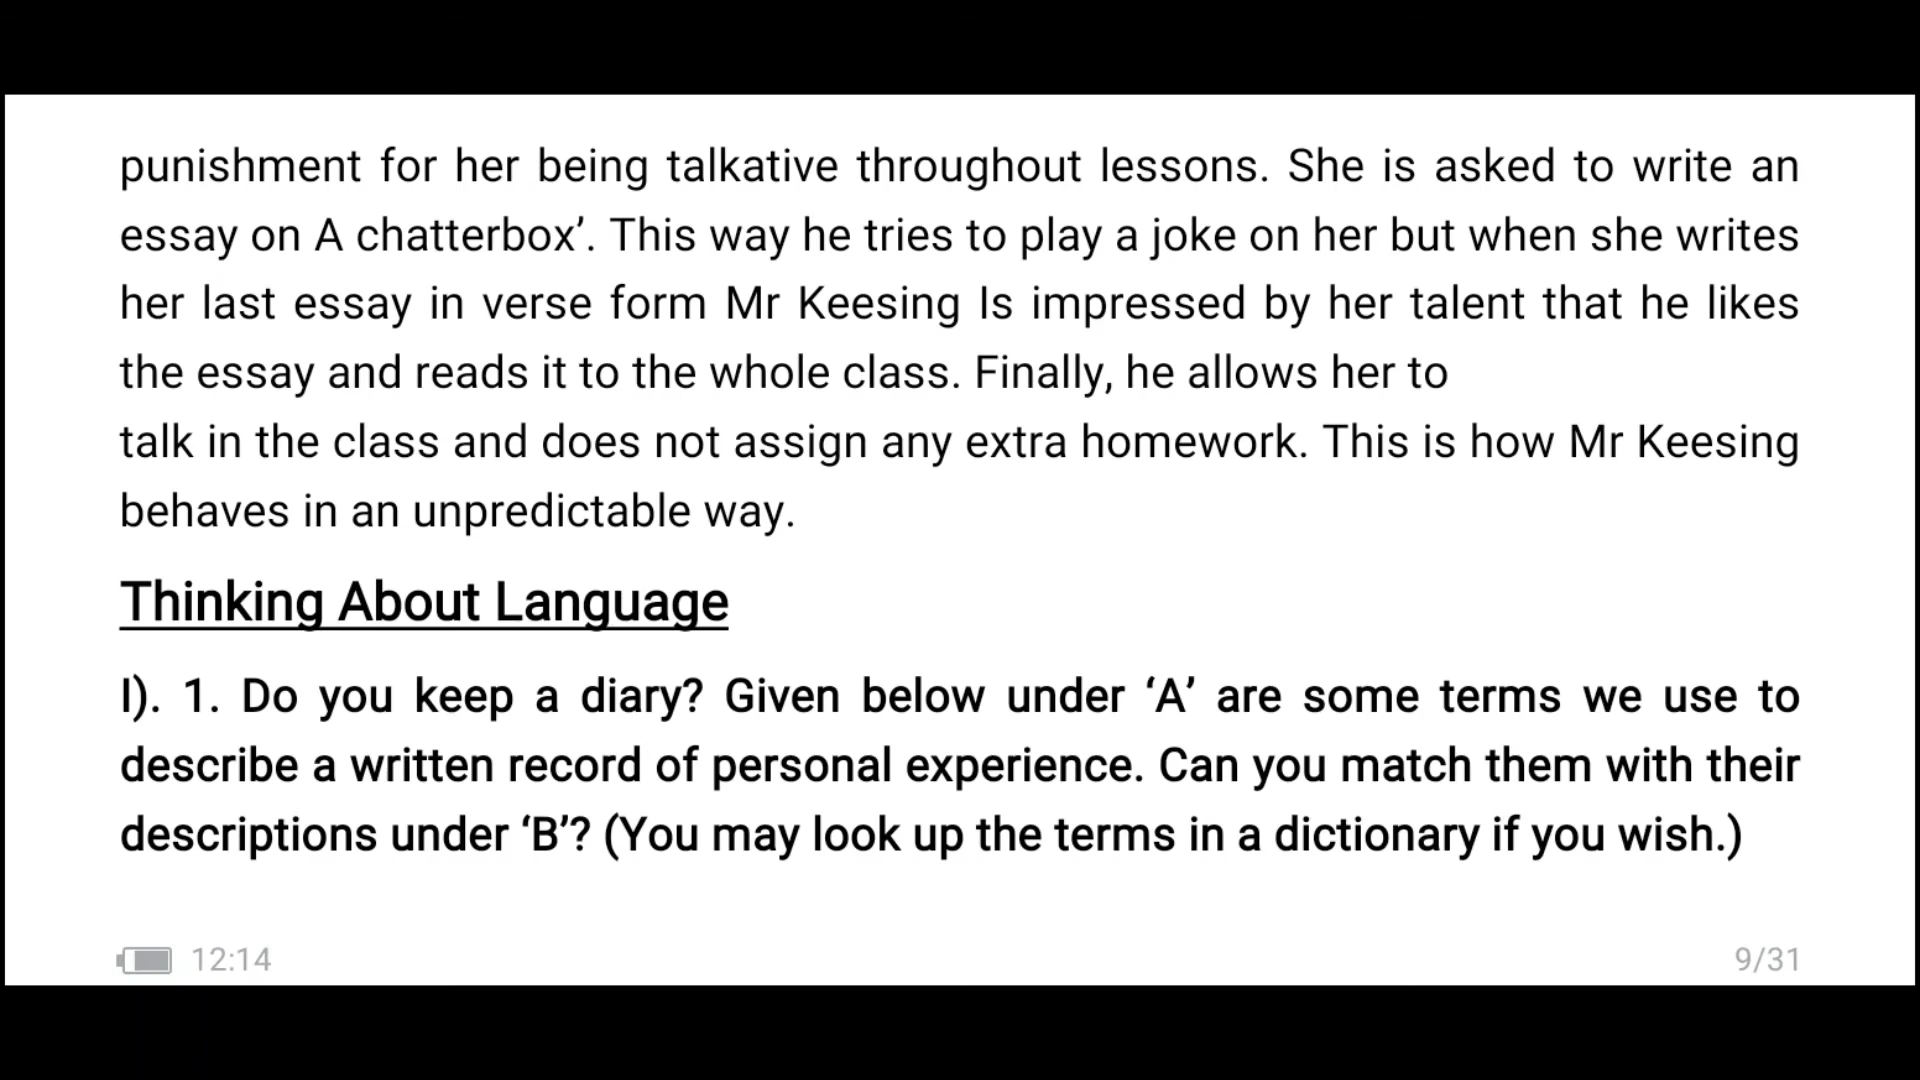 punishment for her being talkative throughout lessons. She is asked to write an
essay on A chatterbox’. This way he tries to play a joke on her but when she writes
her last essay in verse form Mr Keesing Is impressed by her talent that he likes
the essay and reads it to the whole class. Finally, he allows her to
talk in the class and does not assign any extra homework. This is how Mr Keesing
behaves in an unpredictable way.
Thinking About Language
I). 1. Do you keep a diary? Given below under ‘A’ are some terms we use to
describe a written record of personal experience. Can you match them with their
descriptions under ‘B’? (You may look up the terms in a dictionary if you wish.)
12:14
9/31